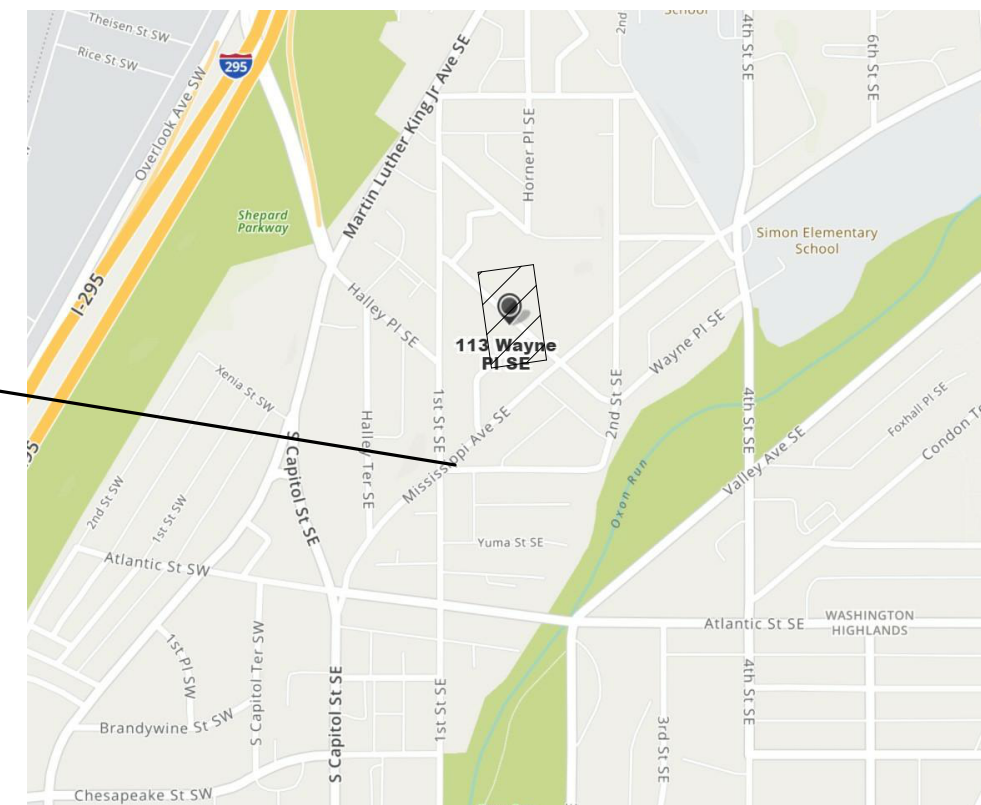 School
Theisen St SW
2nd
4th St SE
6th St SE
Rice St SW
295
Overlook Ave SW
Martin Luther King Jr Ave SE
Horner Pl SE
Shepard
Parkway
Simon Elementary
School
I-295
Halley Pl SE
113 Wayne
Pl SE
Wayne Pl SE
Xenia St SW
1st St SE
2nd St SE
4th St SE
Foxhall Pl SE
Condon Te
95
Halley Ter SE
Mississippi Ave SE
Valley Ave SE
S Capitol St SE
Oxon Run
2nd St SW
1st St SW
Yuma St SE
Atlantic St SW
Atlantic St SE
WASHINGTON
HIGHLANDS
1st Pl SW
S Capitol Ter SW
S Capitol St SE
1st St SE
3rd St SE
4th St SE
Brandywine St SW
Chesapeake St SW